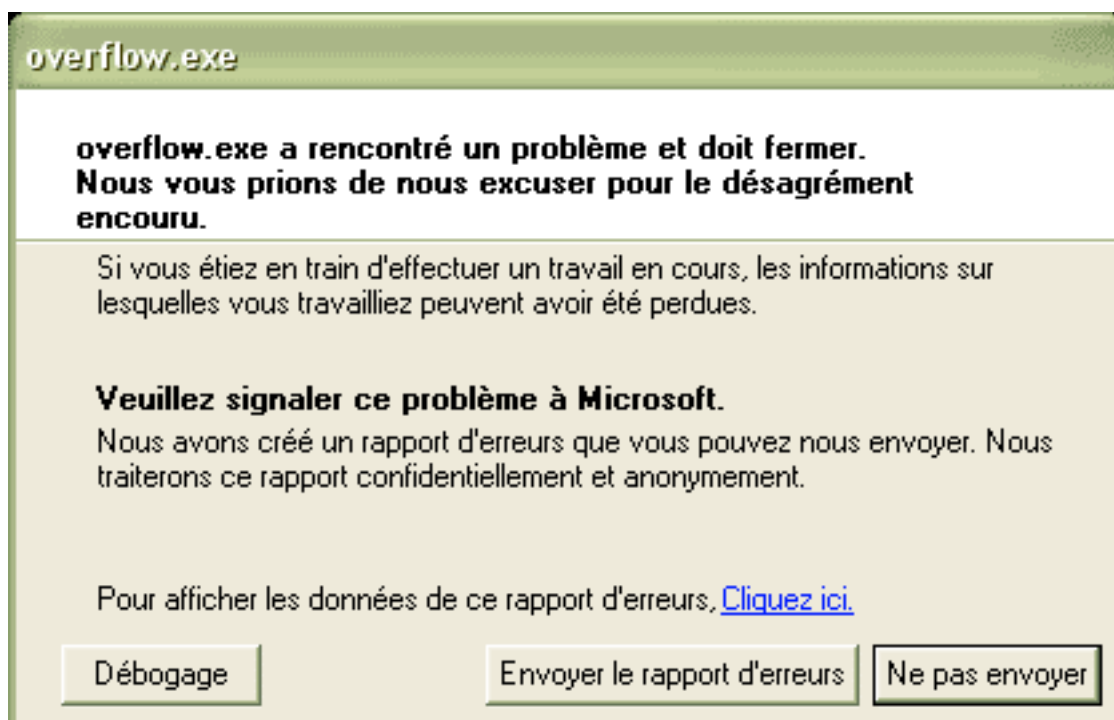 overflow.exe
overflow.exe a rencontré un problème et doit fermer.
Nous vous prions de nous excuser pour le désagrément
encouru.
Si vous étiez en train d'effectuer un travail en cours, les informations sur
lesquelles vous travailliez peuvent avoir été perdues.
Veuillez signaler ce problème à Microsoft.
Nous avons créé un rapport d'erreurs que vous pouvez nous envoyer. Nous
traiterons ce rapport confidentiellement et anonymement.
Pour afficher les données de ce rapport d'erreurs, Cliquez ici.
Débogage Envoyer le rapport d'erreurs Ne pas envoyer